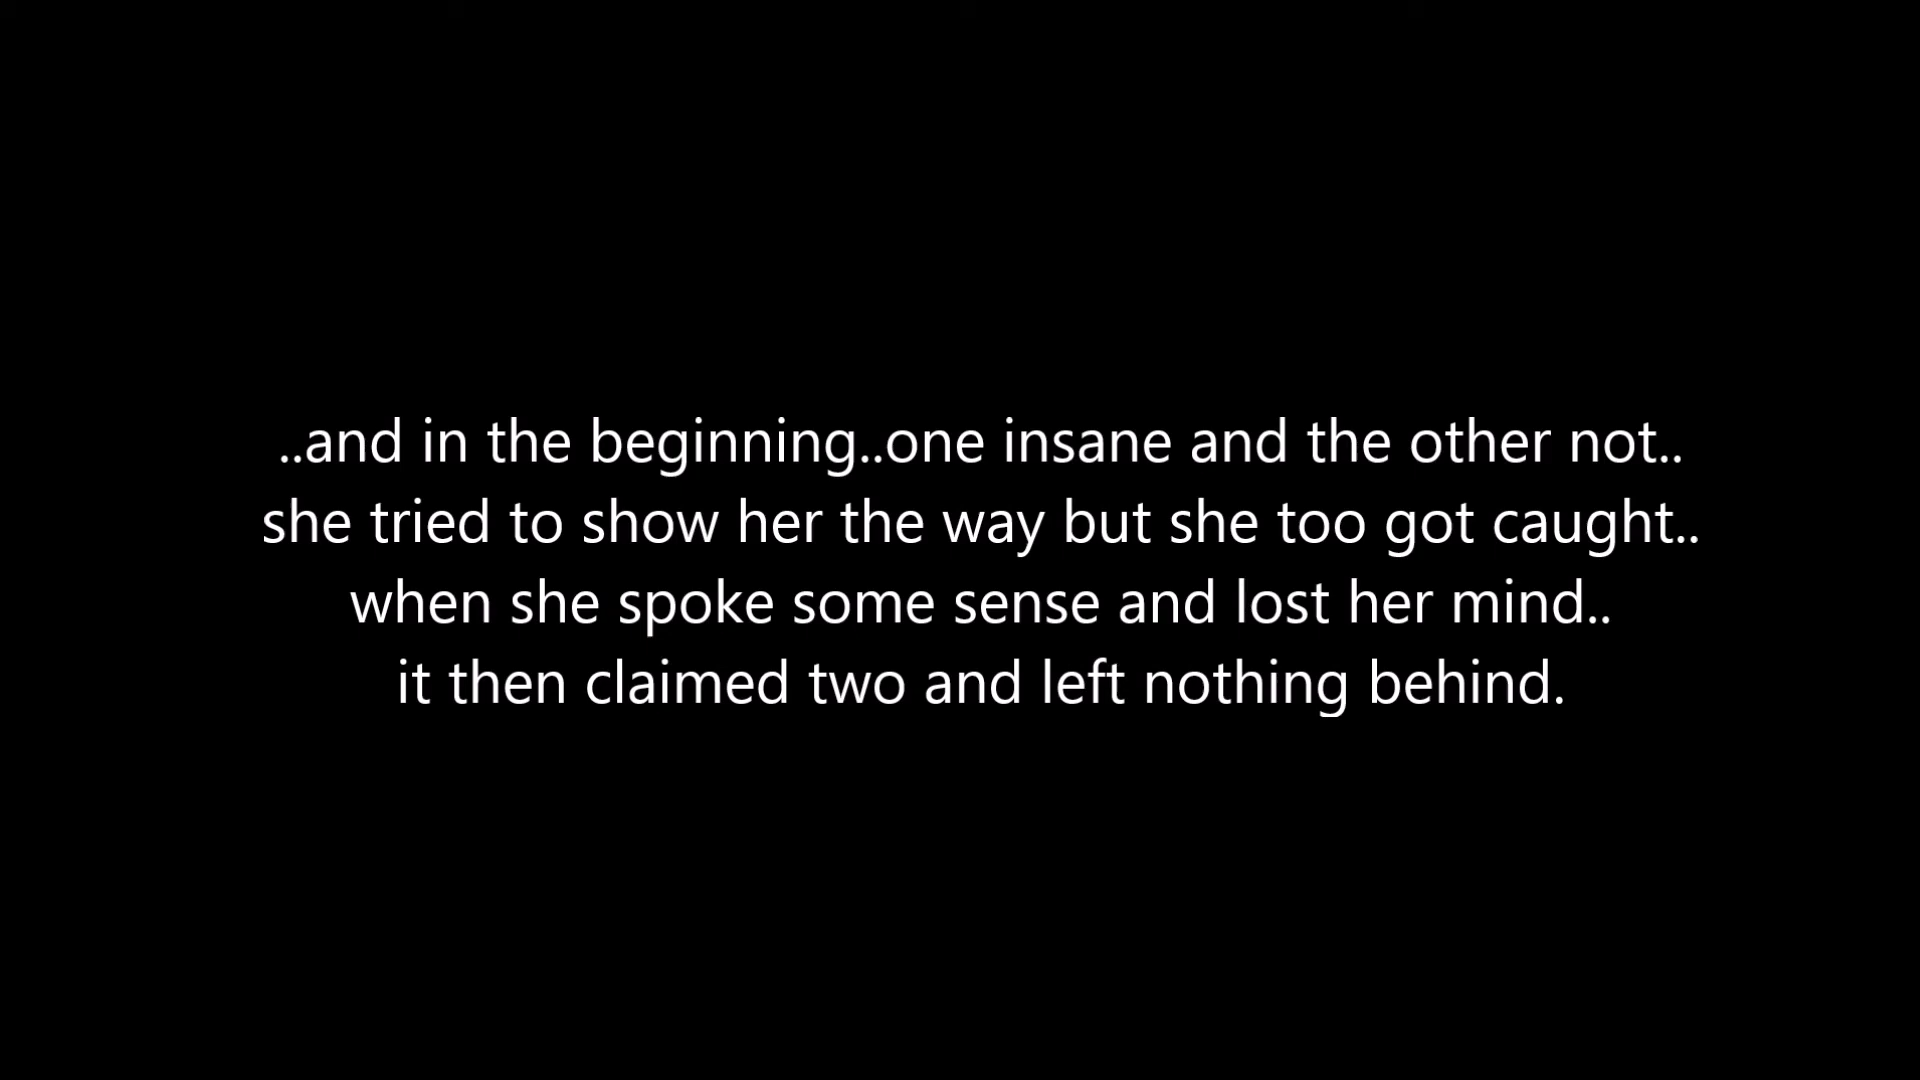 ..and in the beginning..one insane and the other not..
she tried to show her the way but she too got caught..
when she spoke some sense and lost her mind..
it then claimed two and left nothing behind.